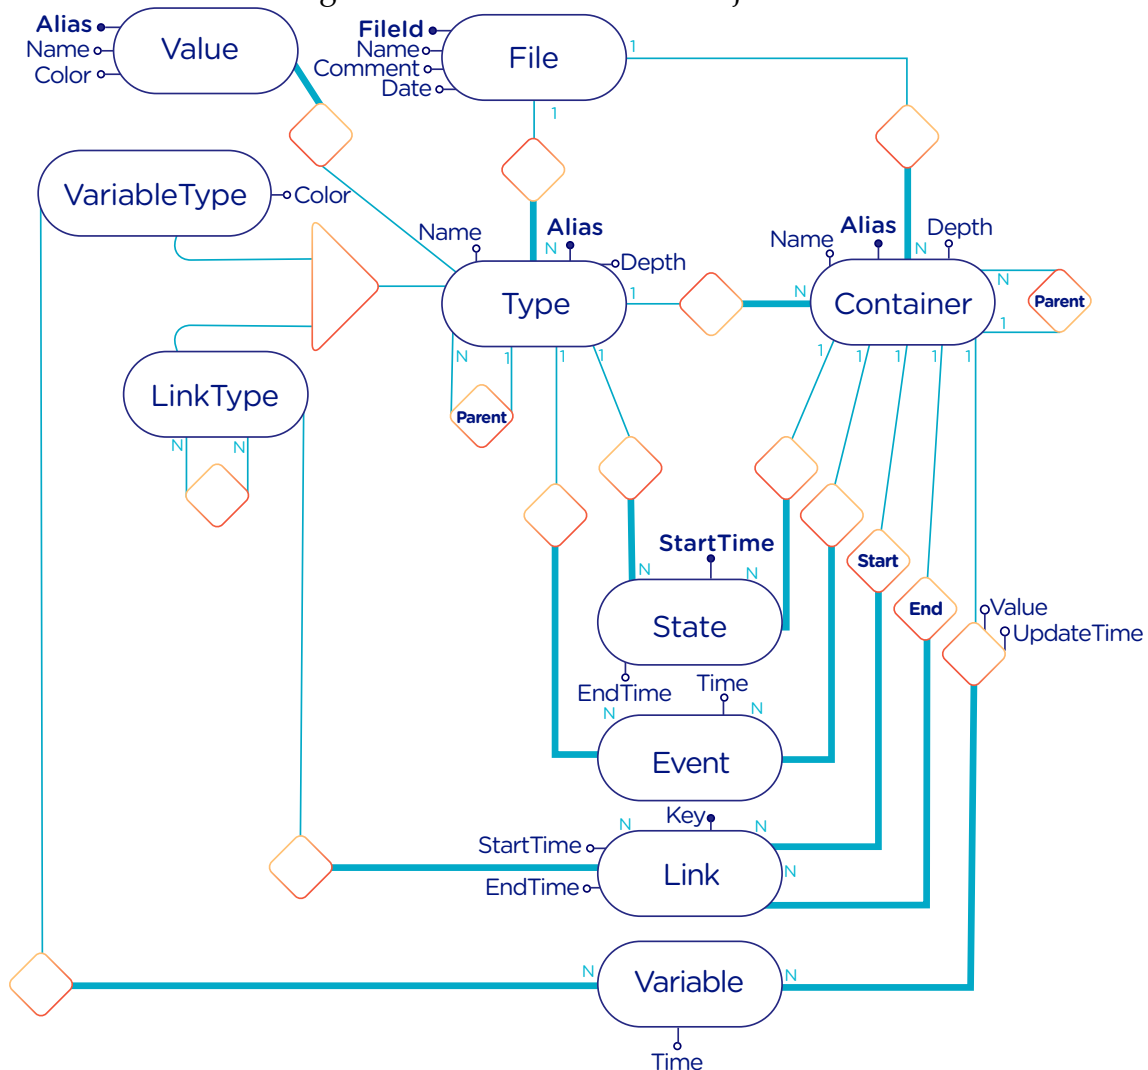 Alias
Name
Color
Value
FileId
Name
Comment
Date
File
1
1
VariableType
Color
Name
Alias
N
Depth
Type
1
N
Name
Alias
Depth
N
Container
N
1
Parent
LinkType
N
N
N
1
1
1
Parent
1
1
1
1
1
StartTime
N
N
State
EndTime
Start
End
Value
UpdateTime
Time
N
N
Event
Key
N
N
StartTime
EndTime
Link
N
N
Variable
N
Time